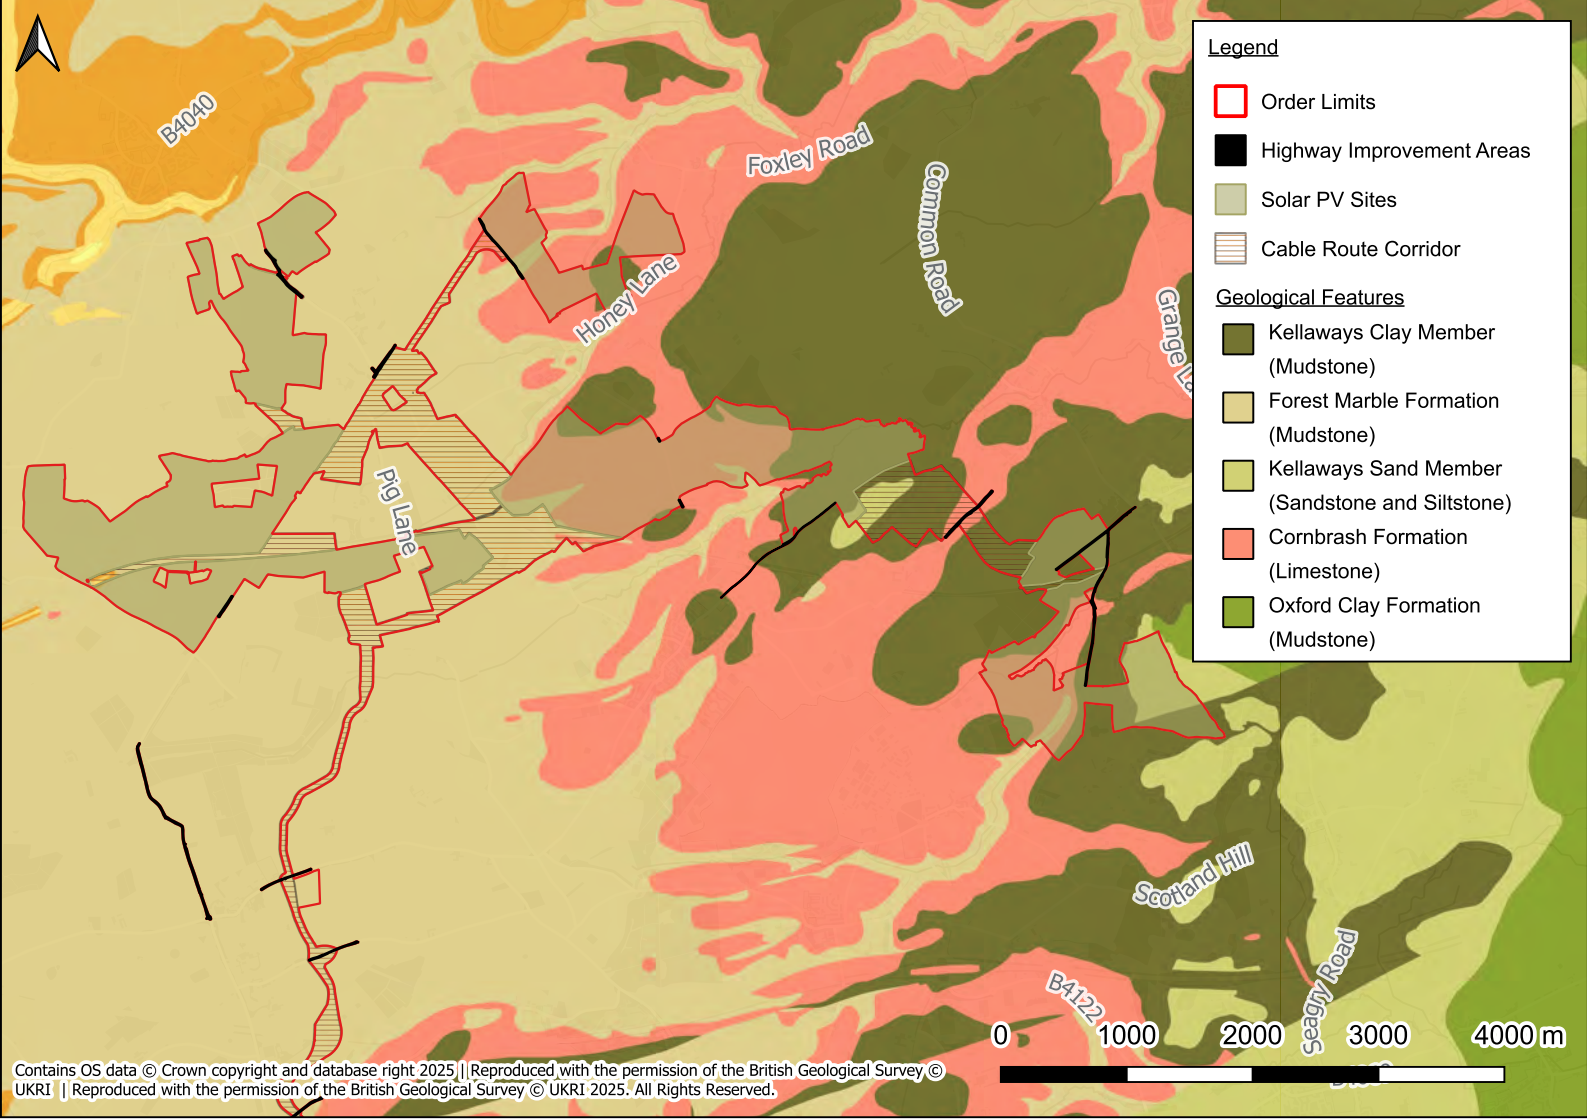 B4040
Foxley Road
Common Road
Honey Lane
Grange La
Pig Lane
Scotland Hill
Seagry Road
B4122
Legend
Order Limits
Highway Improvement Areas
Solar PV Sites
Cable Route Corridor
Geological Features
Kellaways Clay Member
(Mudstone)
Forest Marble Formation
(Mudstone)
Kellaways Sand Member
(Sandstone and Siltstone)
Cornbrash Formation
(Limestone)
Oxford Clay Formation
(Mudstone)
0 1000 2000 3000 4000 m
Contains OS data © Crown copyright and database right 2025 | Reproduced with the permission of the British Geological Survey ©
UKRI | Reproduced with the permission of the British Geological Survey © UKRI 2025. All Rights Reserved.